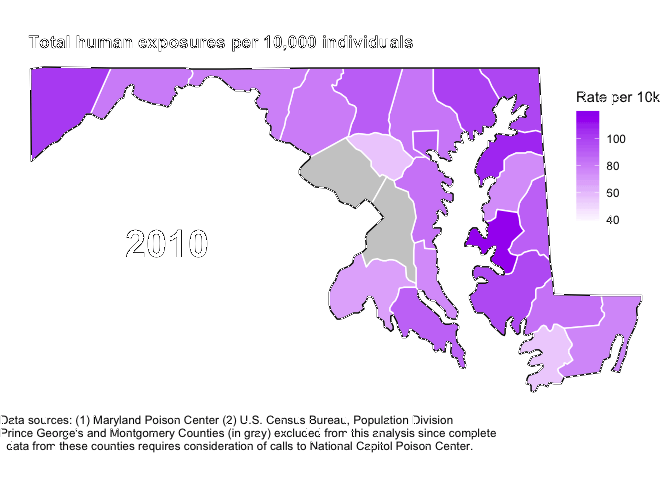 Total human exposures per 10,000 individuals
Rate per 10k
100
80
60
40
2010
Data sources: (1) Maryland Poison Center (2) U.S. Census Bureau, Population Division
Prince George's and Montgomery Counties (in gray) excluded from this analysis since complete
data from these counties requires consideration of calls to National Capitol Poison Center.